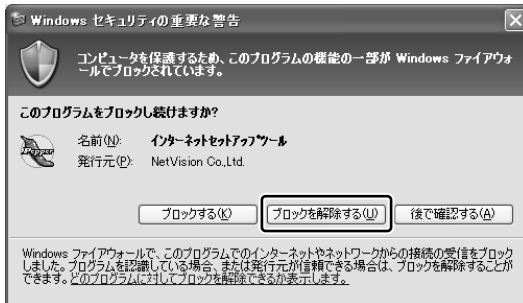 Windows セキュリティの重要な警告
コンピュータを保護するため、このプログラムの機能の一部が Windows ファイアウォ
ールでブロックされています。
このプログラムをブロックし続けますか?
名前(N): インターネットセットアップツール
発行元(P): NetVision Co.,Ltd.
ブロックする(K) ブロックを解除する(U) 後で確認する(A)
Windows ファイアウォールで、このプログラムでのインターネットやネットワークからの接続の受信をブロック
しました。プログラムを認識している場合、または発行元が信頼できる場合は、ブロックを解除することが
できます。どのプログラムに対してブロックを解除できるか表示します。